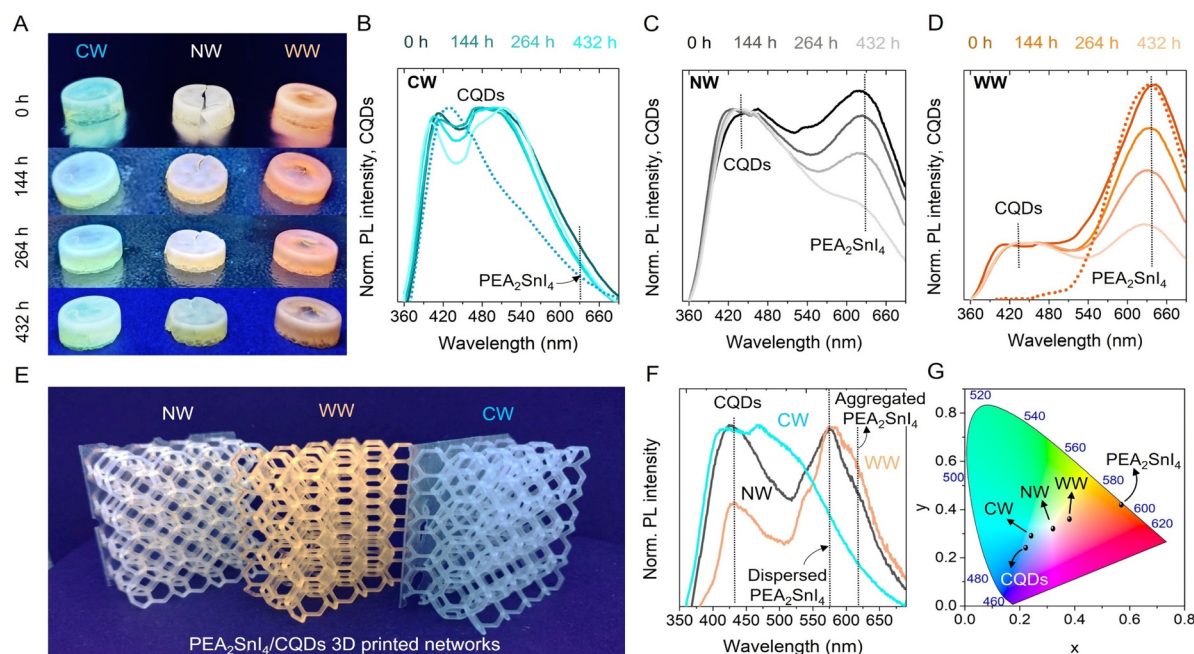 A
CW NW WW
0 h
144 h
264 h
432 h
B
0 h 144 h 264 h 432 h
CW
CQDs
PEA₂SnI₄
Norm. PL intensity, CQDs
360 420 480 540 600 660
Wavelength (nm)
C
0 h 144 h 264 h 432 h
NW
CQDs
PEA₂SnI₄
Norm. PL intensity, CQDs
360 420 480 540 600 660
Wavelength (nm)
D
0 h 144 h 264 h 432 h
WW
CQDs
PEA₂SnI₄
Norm. PL intensity, CQDs
360 420 480 540 600 660
Wavelength (nm)
E
NW WW CW
PEA₂SnI₄/CQDs 3D printed networks
F
CQDs
CW
Aggregated
PEA₂SnI₄
WW
NW
Dispersed
PEA₂SnI₄
Norm. PL intensity
350 400 450 500 550 600 650
Wavelength (nm)
G
0.8
0.6
0.4
0.2
0.0
y
520
540
560
580
600
620
500
480
460
PEA₂SnI₄
WW
NW
CW
CQDs
0.0 0.2 0.4 0.6 0.8
x